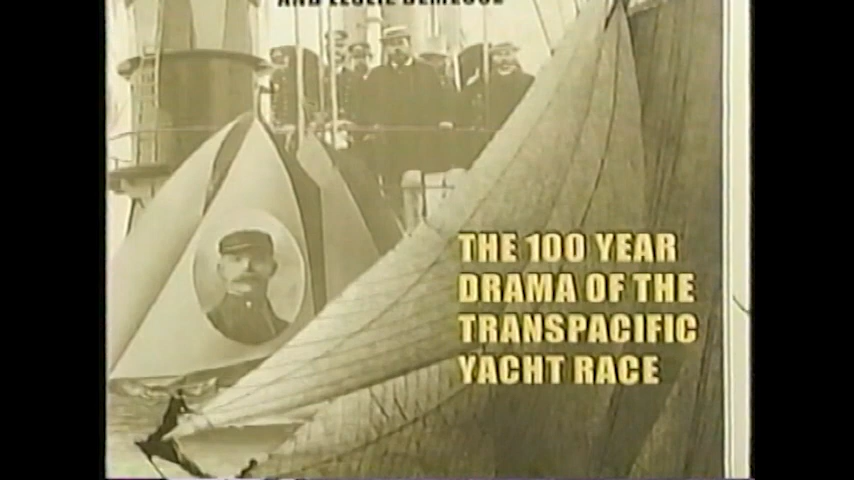 THE 100 YEAR
DRAMA OF THE
TRANSPACIFIC
YACHT RACE